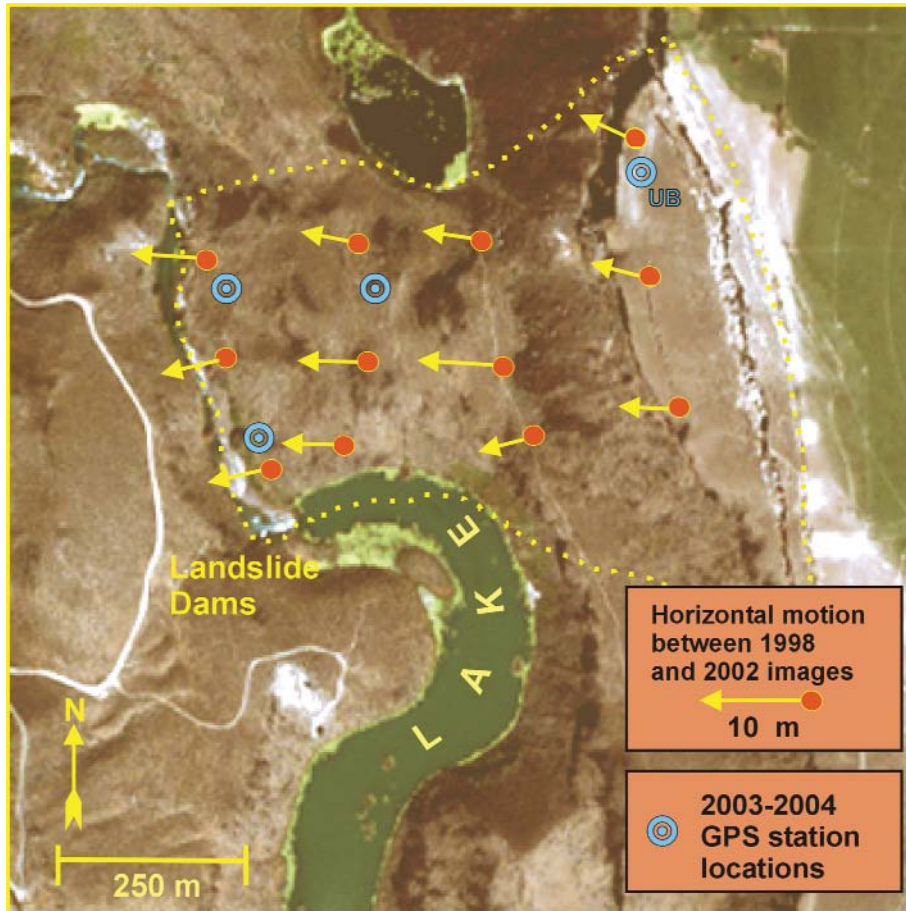 UB
L A K E
Landslide
Dams
N
250 m
Horizontal motion
between 1998
and 2002 images
10 m
2003-2004
GPS station
locations